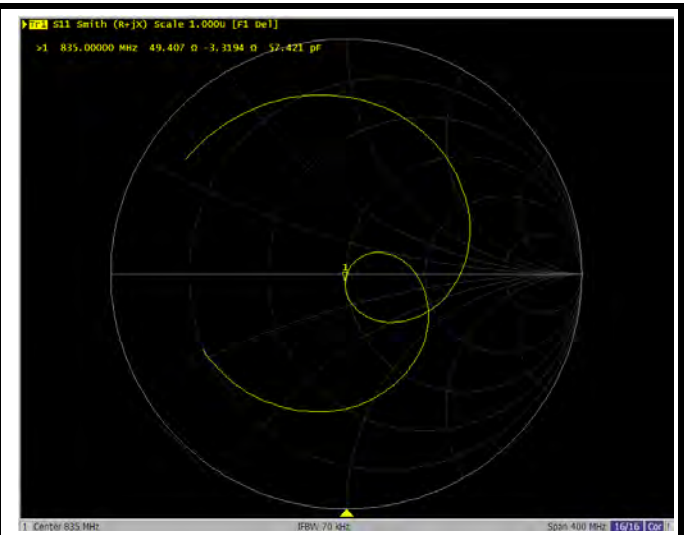 Tr1 S11 Smith (R+jX) Scale 1.000U [F1 Del]
>1 835.00000 MHz 49.407 Ω -3.3194 Ω 57.421 pF
1
1 Center 835 MHz IFBW 70 kHz Span 400 MHz 16/16 Cor !